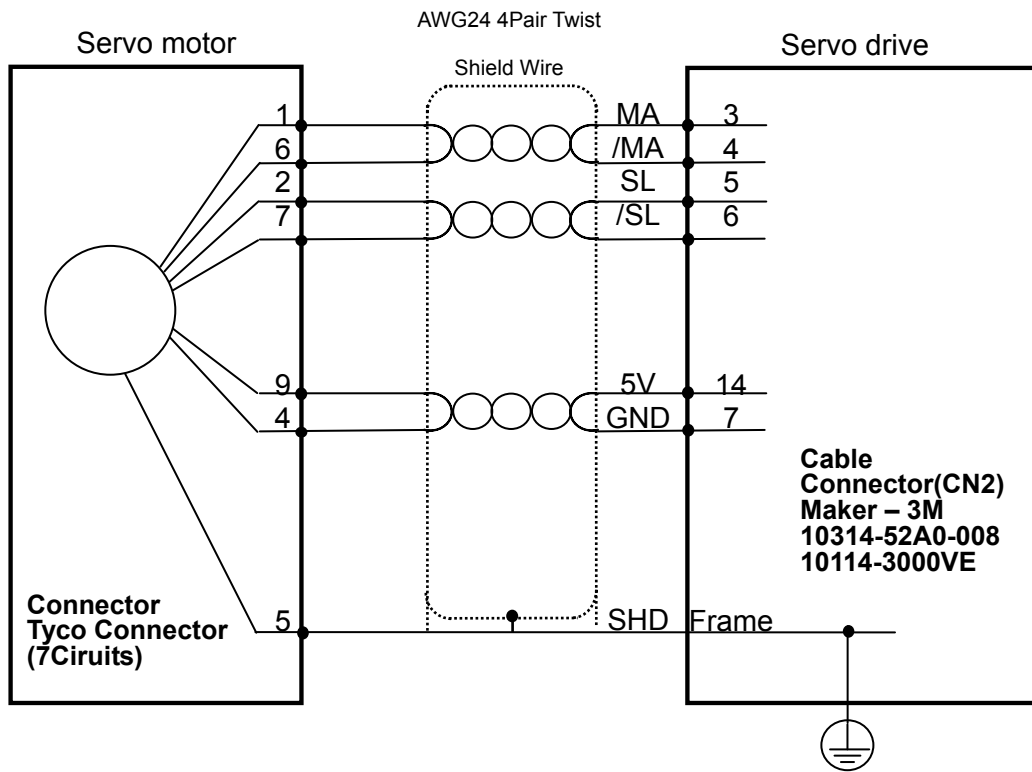 AWG24 4Pair Twist
Servo motor
Servo drive
Shield Wire
1 MA 3
6 /MA 4
2 SL 5
7 /SL 6
9 5V 14
4 GND 7
Cable
Connector(CN2)
Maker – 3M
10314-52A0-008
10114-3000VE
Connector
Tyco Connector
(7Ciruits)
5 SHD Frame